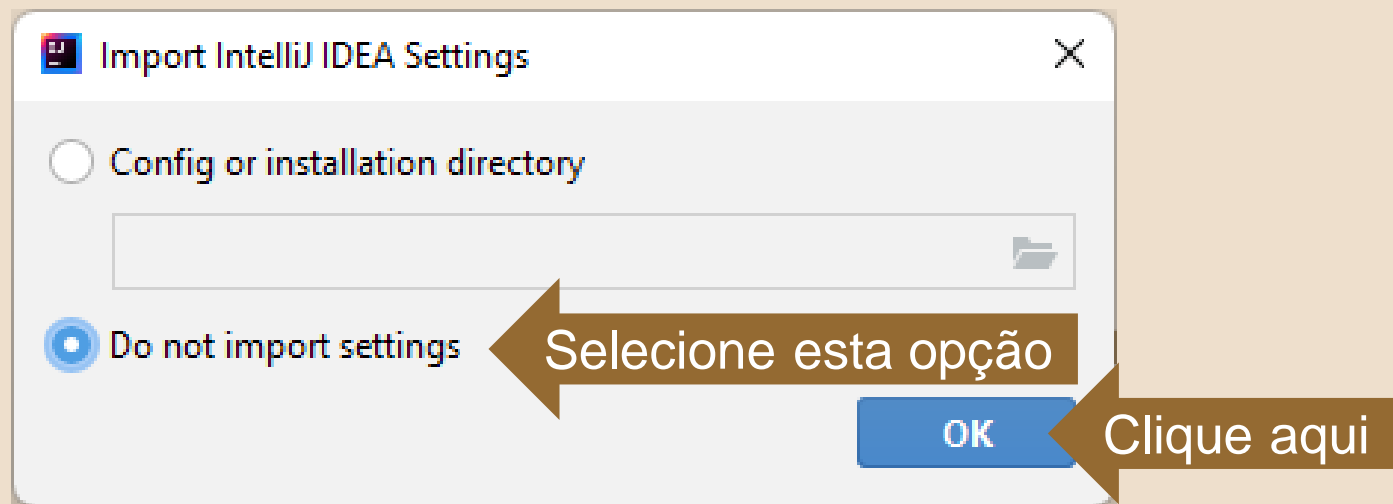 Import IntelliJ IDEA Settings
Config or installation directory
Do not import settings
Selecione esta opção
OK
Clique aqui